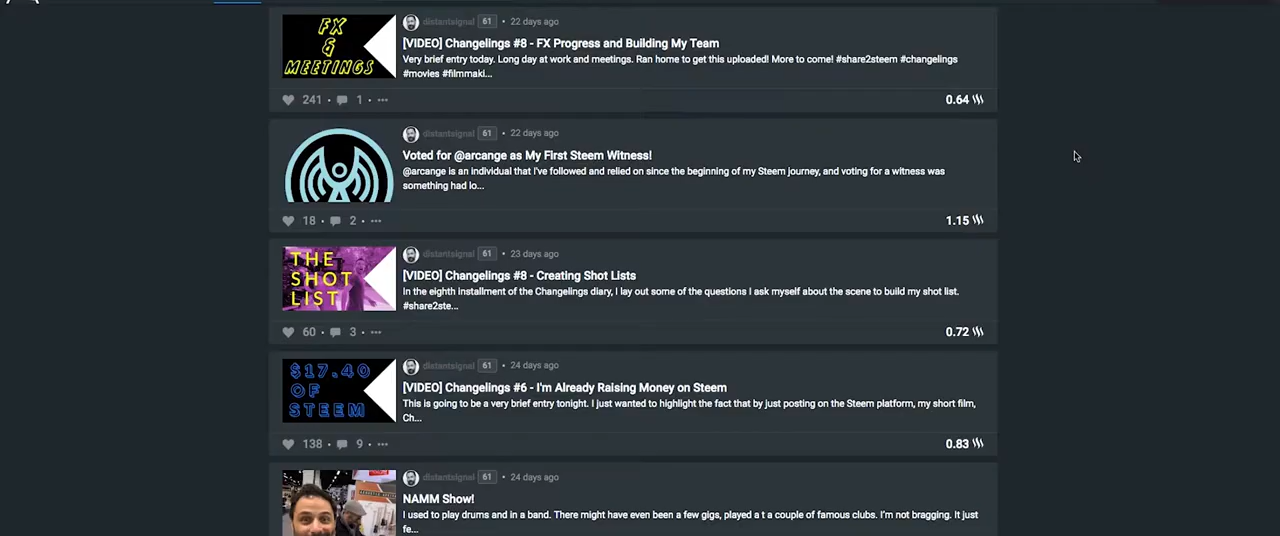 FX
&
MEETINGS
distantsignal 61 • 22 days ago
[VIDEO] Changelings #8 - FX Progress and Building My Team
Very brief entry today. Long day at work and meetings. Ran home to get this uploaded! More to come! #share2steem #changelings
#movies #filmmaki...
241 • 1 • •••
0.64
distantsignal 61 • 22 days ago
Voted for @arcange as My First Steem Witness!
@arcange is an individual that I've followed and relied on since the beginning of my Steem journey, and voting for a witness was
something had lo...
18 • 2 • •••
1.15
THE
SHOT
LIST
distantsignal 61 • 23 days ago
[VIDEO] Changelings #8 - Creating Shot Lists
In the eighth installment of the Changelings diary, I lay out some of the questions I ask myself about the scene to build my shot list.
#share2ste...
60 • 3 • •••
0.72
$17.40
OF
STEEM
distantsignal 61 • 24 days ago
[VIDEO] Changelings #6 - I'm Already Raising Money on Steem
This is going to be a very brief entry tonight. I just wanted to highlight the fact that by just posting on the Steem platform, my short film,
Ch...
138 • 9 • •••
0.83
distantsignal 61 • 24 days ago
NAMM Show!
I used to play drums and in a band. There might have even been a few gigs, played a t a couple of famous clubs. I'm not bragging. It just
fe...